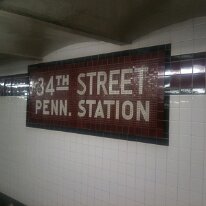 34TH STREET
PENN. STATION